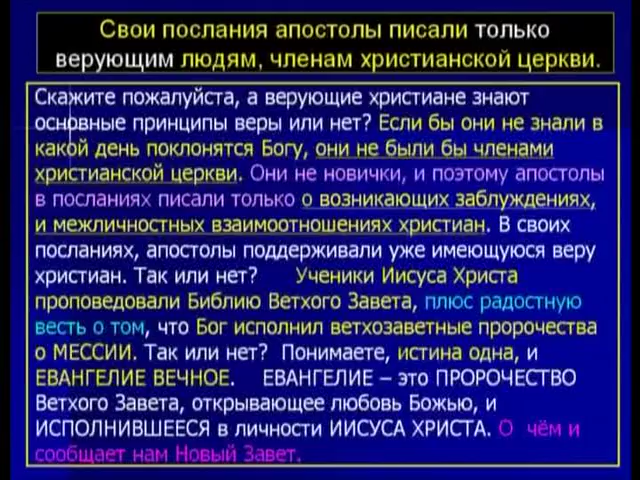 Свои послания апостолы писали только
верующим людям, членам христианской церкви.
Скажите пожалуйста, а верующие христиане знают
основные принципы веры или нет? Если бы они не знали в
какой день поклонятся Богу, они не были бы членами
христианской церкви. Они не новички, и поэтому апостолы
в посланиях писали только о возникающих заблуждениях,
и межличностных взаимоотношениях христиан. В своих
посланиях, апостолы поддерживали уже имеющуюся веру
христиан. Так или нет? Ученики Иисуса Христа
проповедовали Библию Ветхого Завета, плюс радостную
весть о том, что Бог исполнил ветхозаветные пророчества
о МЕССИИ. Так или нет? Понимаете, истина одна, и
ЕВАНГЕЛИЕ ВЕЧНОЕ. ЕВАНГЕЛИЕ – это ПРОРОЧЕСТВО
Ветхого Завета, открывающее любовь Божью, и
ИСПОЛНИВШЕЕСЯ в личности ИИСУСА ХРИСТА. О чём и
сообщает нам Новый Завет.